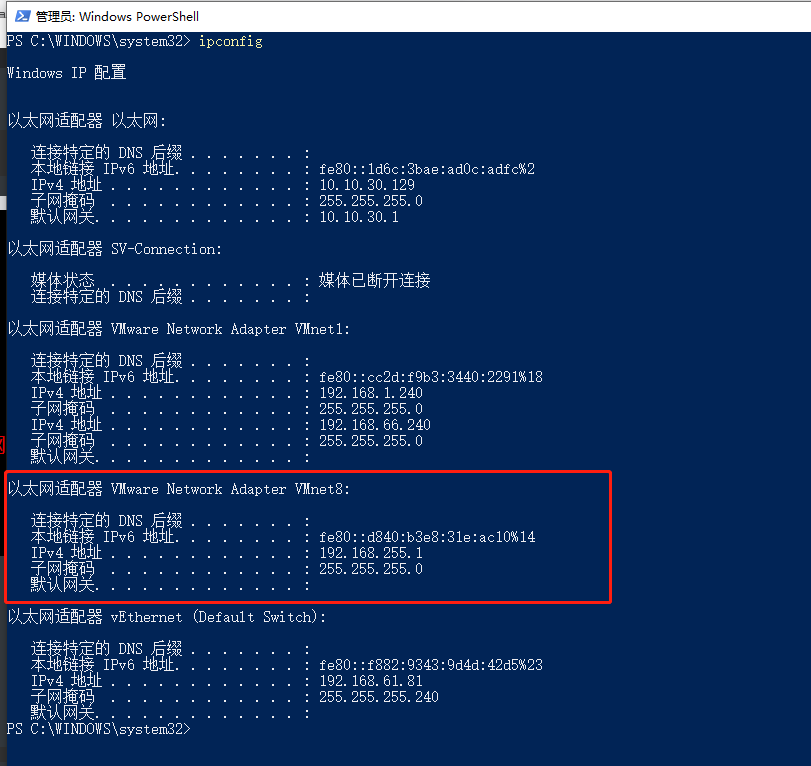 管理员: Windows PowerShell
PS C:\WINDOWS\system32> ipconfig
Windows IP 配置
以太网适配器 以太网:
连接特定的 DNS 后缀 . . . . . . . :
本地链接 IPv6 地址. . . . . . . . : fe80::1d6c:3bae:ad0c:adfc%2
IPv4 地址 . . . . . . . . . . . . : 10.10.30.129
子网掩码  . . . . . . . . . . . . : 255.255.255.0
默认网关. . . . . . . . . . . . . : 10.10.30.1
以太网适配器 SV-Connection:
媒体状态  . . . . . . . . . . . . : 媒体已断开连接
连接特定的 DNS 后缀 . . . . . . . :
以太网适配器 VMware Network Adapter VMnet1:
连接特定的 DNS 后缀 . . . . . . . :
本地链接 IPv6 地址. . . . . . . . : fe80::cc2d:f9b3:3440:2291%18
IPv4 地址 . . . . . . . . . . . . : 192.168.1.240
子网掩码  . . . . . . . . . . . . : 255.255.255.0
IPv4 地址 . . . . . . . . . . . . : 192.168.66.240
子网掩码  . . . . . . . . . . . . : 255.255.255.0
默认网关. . . . . . . . . . . . . :
以太网适配器 VMware Network Adapter VMnet8:
连接特定的 DNS 后缀 . . . . . . . :
本地链接 IPv6 地址. . . . . . . . : fe80::d840:b3e8:31e:ac10%14
IPv4 地址 . . . . . . . . . . . . : 192.168.255.1
子网掩码  . . . . . . . . . . . . : 255.255.255.0
默认网关. . . . . . . . . . . . . :
以太网适配器 vEthernet (Default Switch):
连接特定的 DNS 后缀 . . . . . . . :
本地链接 IPv6 地址. . . . . . . . : fe80::f882:9343:9d4d:42d5%23
IPv4 地址 . . . . . . . . . . . . : 192.168.61.81
子网掩码  . . . . . . . . . . . . : 255.255.255.240
默认网关. . . . . . . . . . . . . :
PS C:\WINDOWS\system32>